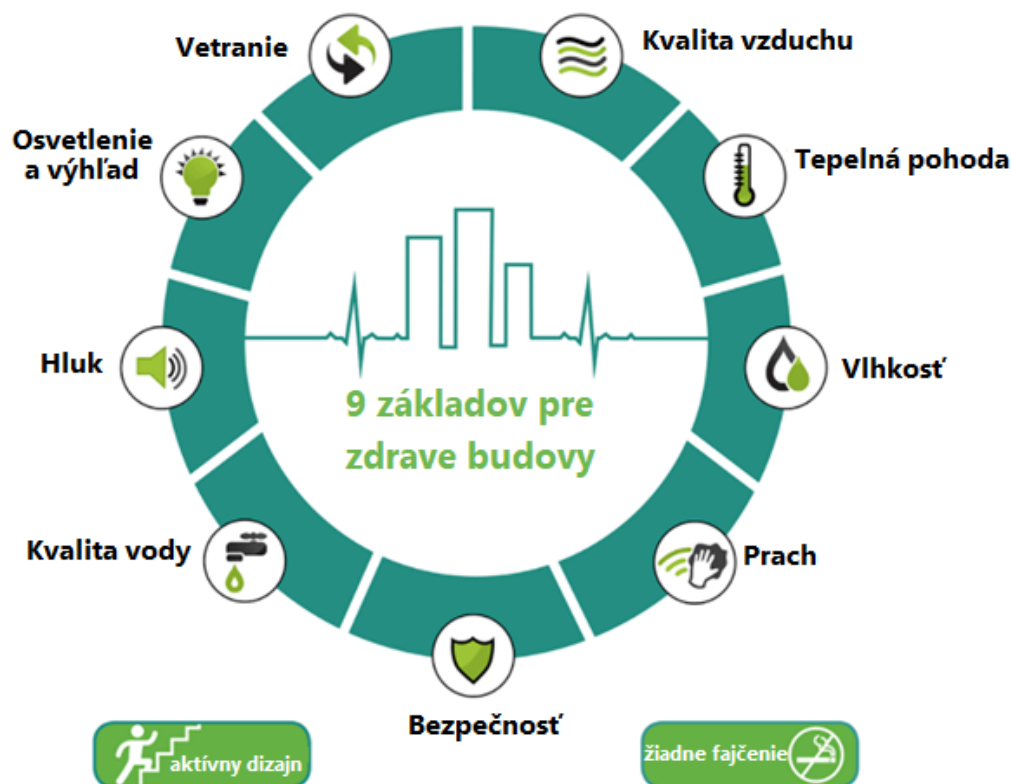 Vetranie
Kvalita vzduchu
Osvetlenie
a výhľad
Tepelná pohoda
Hluk
Vlhkosť
9 základov pre
zdrave budovy
Kvalita vody
Prach
Bezpečnosť
aktívny dizajn
žiadne fajčenie